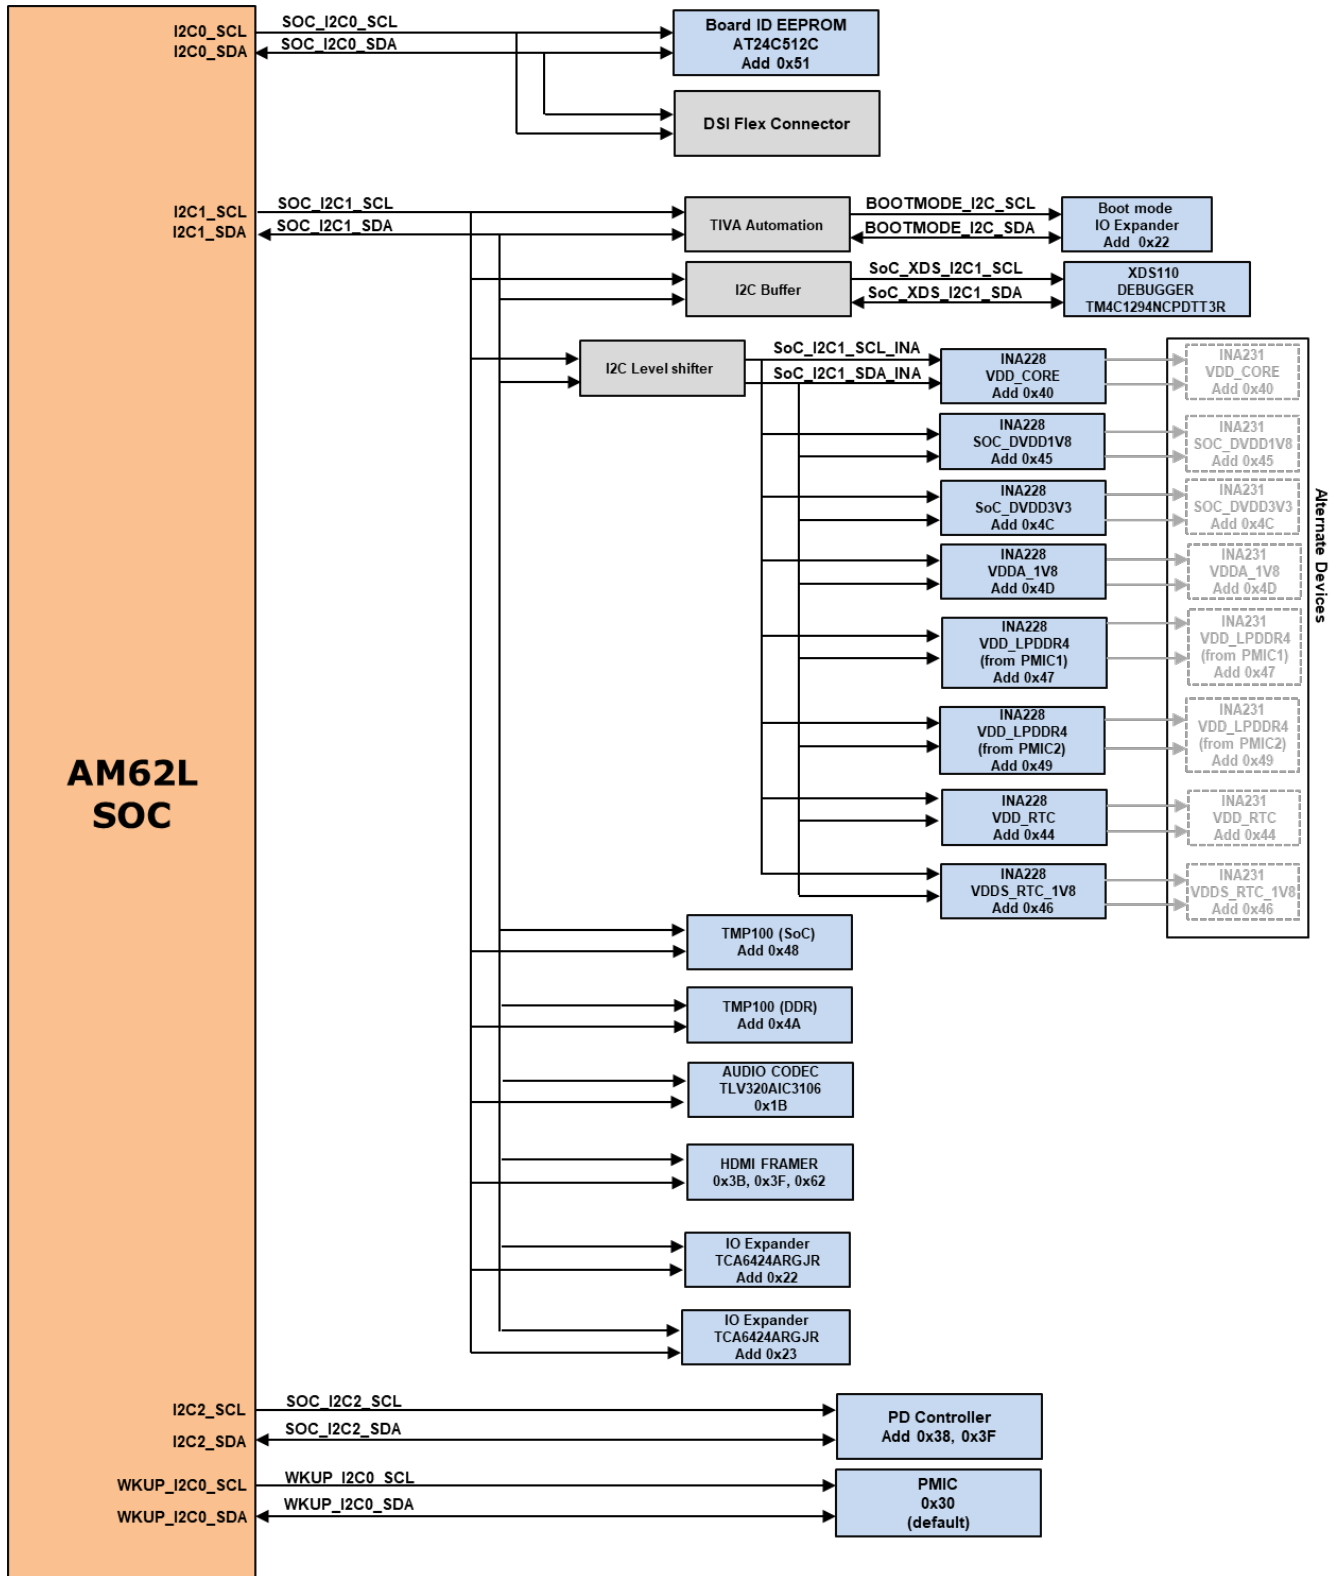 AM62L
SOC
I2C0_SCL
I2C0_SDA
SOC_I2C0_SCL
SOC_I2C0_SDA
Board ID EEPROM
AT24C512C
Add 0x51
DSI Flex Connector
I2C1_SCL
I2C1_SDA
SOC_I2C1_SCL
SOC_I2C1_SDA
TIVA Automation
BOOTMODE_I2C_SCL
BOOTMODE_I2C_SDA
Boot mode
IO Expander
Add 0x22
I2C Buffer
SoC_XDS_I2C1_SCL
SoC_XDS_I2C1_SDA
XDS110
DEBUGGER
TM4C1294NCPDTT3R
I2C Level shifter
SoC_I2C1_SCL_INA
SoC_I2C1_SDA_INA
INA228
VDD_CORE
Add 0x40
INA231
VDD_CORE
Add 0x40
INA228
SOC_DVDD1V8
Add 0x45
INA231
SOC_DVDD1V8
Add 0x45
INA228
SoC_DVDD3V3
Add 0x4C
INA231
SOC_DVDD3V3
Add 0x4C
INA228
VDDA_1V8
Add 0x4D
INA231
VDDA_1V8
Add 0x4D
INA228
VDD_LPDDR4
(from PMIC1)
Add 0x47
INA231
VDD_LPDDR4
(from PMIC1)
Add 0x47
INA228
VDD_LPDDR4
(from PMIC2)
Add 0x49
INA231
VDD_LPDDR4
(from PMIC2)
Add 0x49
INA228
VDD_RTC
Add 0x44
INA231
VDD_RTC
Add 0x44
INA228
VDDS_RTC_1V8
Add 0x46
INA231
VDDS_RTC_1V8
Add 0x46
Alternate Devices
TMP100 (SoC)
Add 0x48
TMP100 (DDR)
Add 0x4A
AUDIO CODEC
TLV320AIC3106
0x1B
HDMI FRAMER
0x3B, 0x3F, 0x62
IO Expander
TCA6424ARGJR
Add 0x22
IO Expander
TCA6424ARGJR
Add 0x23
I2C2_SCL
I2C2_SDA
SOC_I2C2_SCL
SOC_I2C2_SDA
PD Controller
Add 0x38, 0x3F
WKUP_I2C0_SCL
WKUP_I2C0_SDA
WKUP_I2C0_SCL
WKUP_I2C0_SDA
PMIC
0x30
(default)